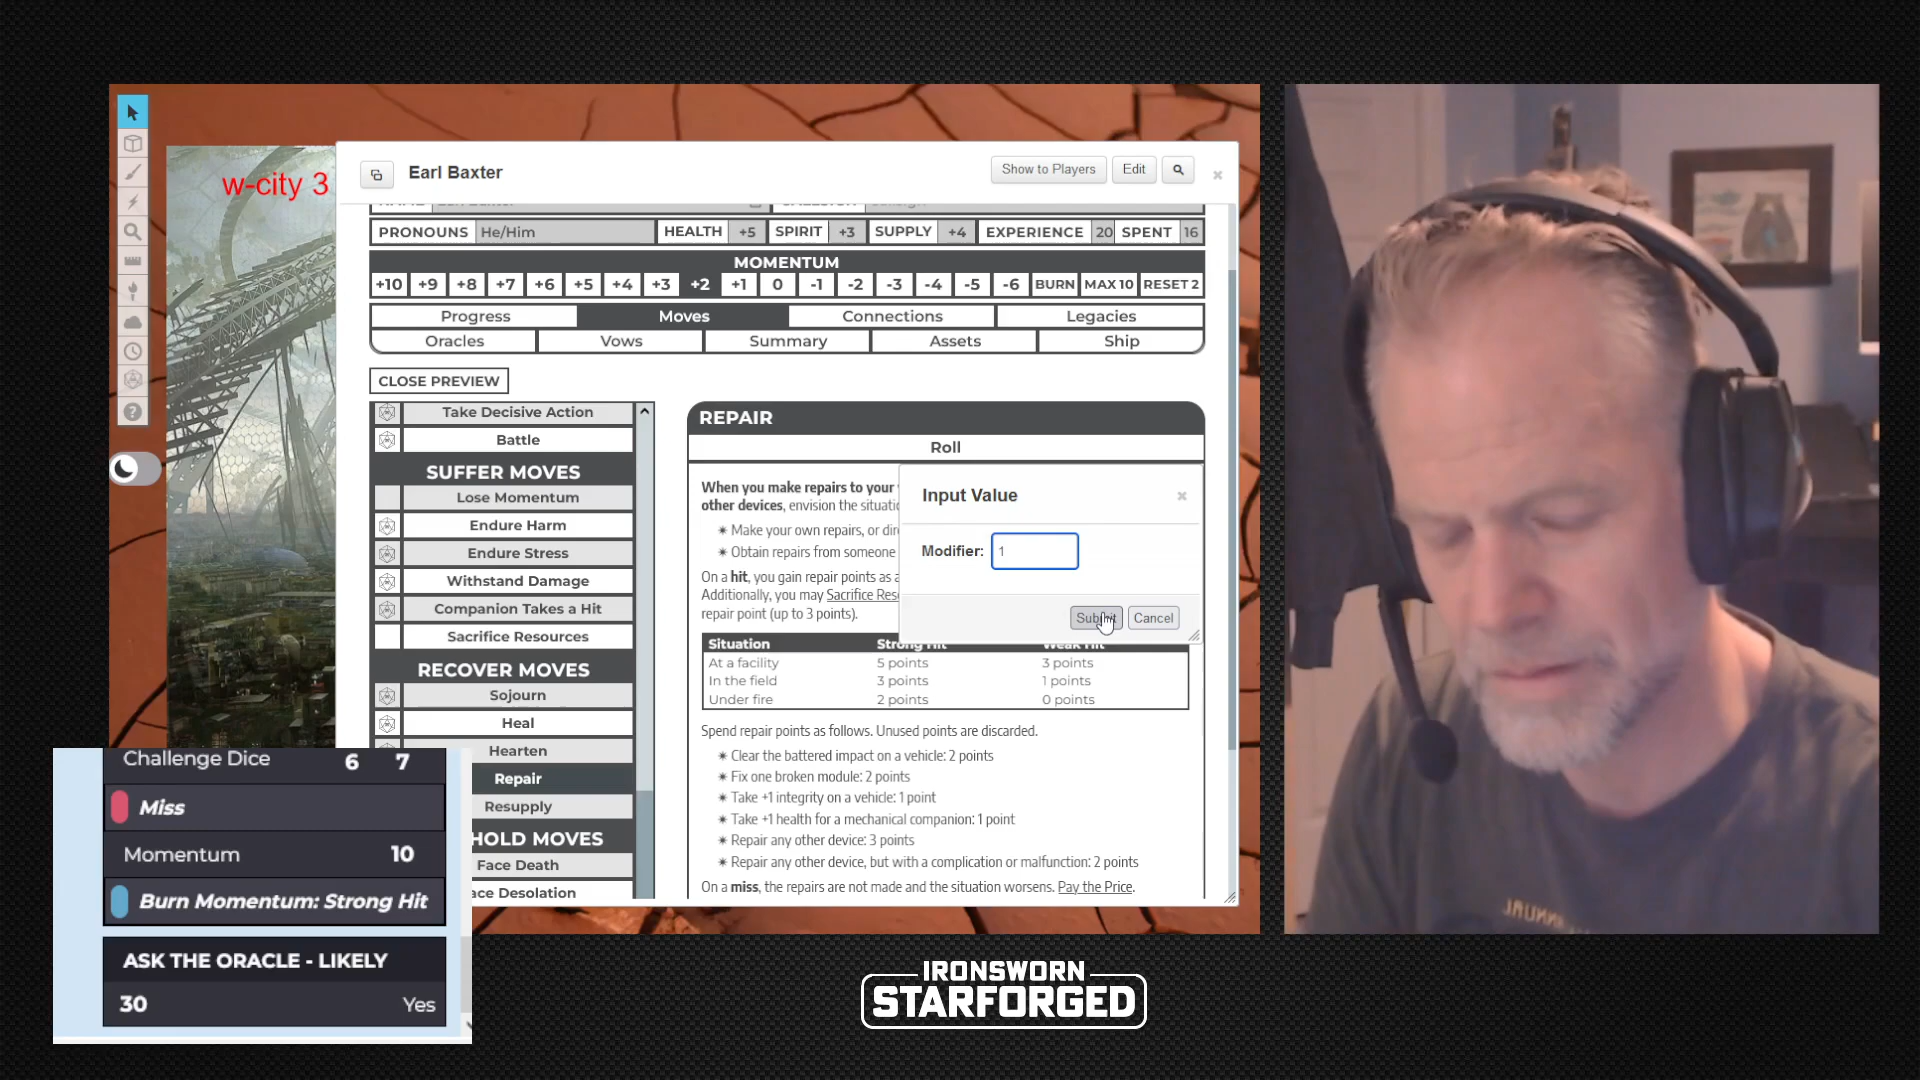 w-city 3
Earl Baxter
Show to Players
Edit
PRONOUNS He/Him HEALTH +5 SPIRIT +3 SUPPLY +4 EXPERIENCE 20 SPENT 16
MOMENTUM
+10 +9 +8 +7 +6 +5 +4 +3 +2 +1 0 -1 -2 -3 -4 -5 -6 BURN MAX 10 RESET 2
Progress Moves Connections Legacies
Oracles Vows Summary Assets Ship
CLOSE PREVIEW
Take Decisive Action
Battle
SUFFER MOVES
Lose Momentum
Endure Harm
Endure Stress
Withstand Damage
Companion Takes a Hit
Sacrifice Resources
RECOVER MOVES
Sojourn
Heal
Hearten
Repair
Resupply
HOLD MOVES
Face Death
ace Desolation
REPAIR
Roll
When you make repairs to your
other devices, envision the situatio
✴ Make your own repairs, or dir
✴ Obtain repairs from someone
On a hit, you gain repair points as a
Additionally, you may Sacrifice Reso
repair point (up to 3 points).
Input Value
Modifier: 1
Submit Cancel
Situation Strong Hit Weak Hit
At a facility 5 points 3 points
In the field 3 points 1 points
Under fire 2 points 0 points
Spend repair points as follows. Unused points are discarded.
✴ Clear the battered impact on a vehicle: 2 points
✴ Fix one broken module: 2 points
✴ Take +1 integrity on a vehicle: 1 point
✴ Take +1 health for a mechanical companion: 1 point
✴ Repair any other device: 3 points
✴ Repair any other device, but with a complication or malfunction: 2 points
On a miss, the repairs are not made and the situation worsens. Pay the Price.
Challenge Dice 6 7
Miss
Momentum 10
Burn Momentum: Strong Hit
ASK THE ORACLE - LIKELY
30 Yes
IRONSWORN
STARFORGED